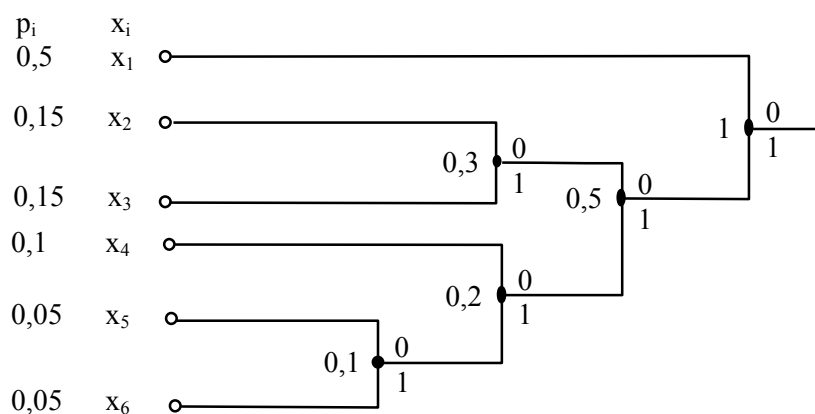 pᵢ xᵢ
0,5 x₁
0,15 x₂
0,15 x₃
0,1 x₄
0,05 x₅
0,05 x₆
1 0
1
0,3 0
1
0,5 0
1
0,2 0
1
0,1 0
1